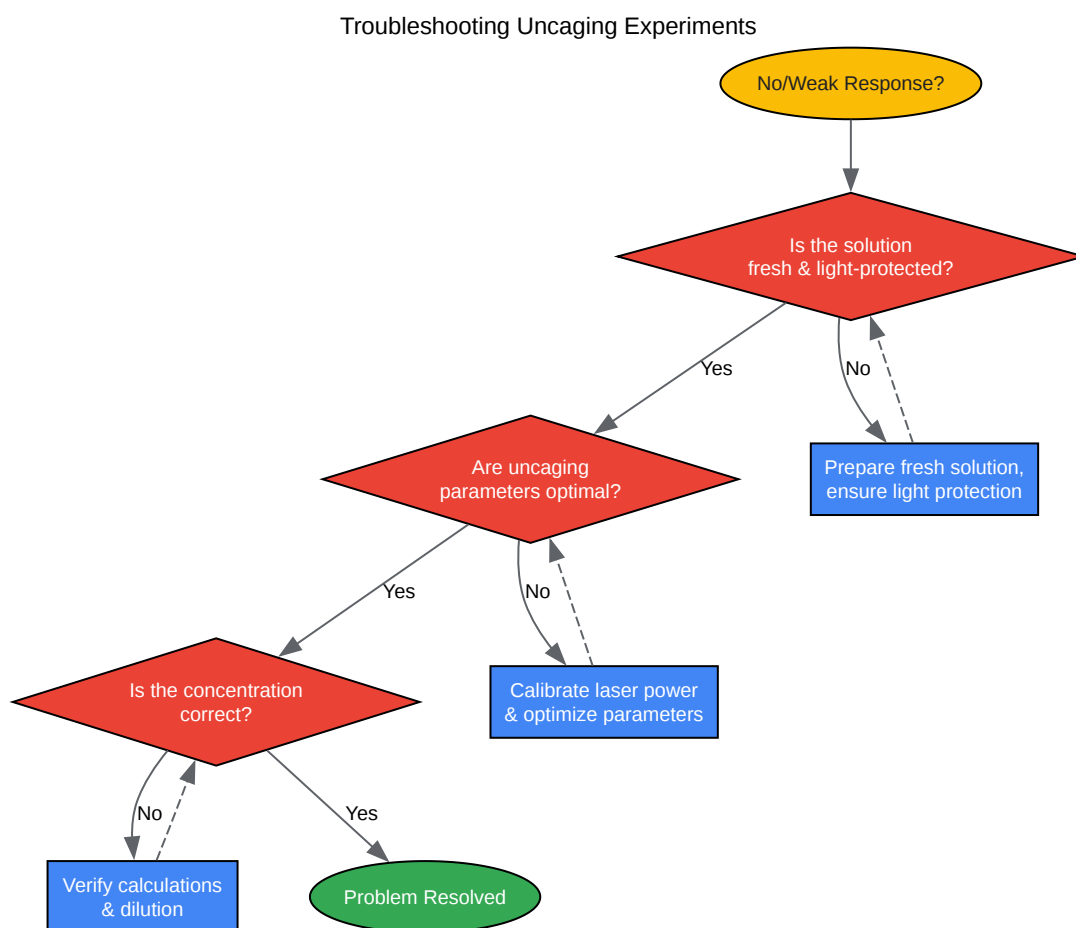 Troubleshooting Uncaging Experiments
No/Weak Response?
Is the solution
fresh & light-protected?
Yes
No
Prepare fresh solution,
ensure light protection
Are uncaging
parameters optimal?
Yes
No
Calibrate laser power
& optimize parameters
Is the concentration
correct?
No
Yes
Verify calculations
& dilution
Problem Resolved